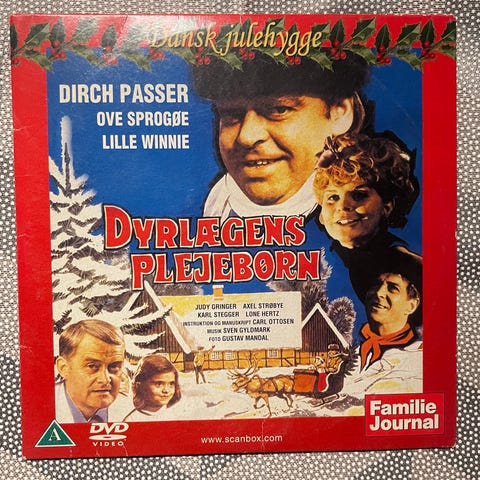 Dansk julehygge
DIRCH PASSER
OVE SPROGØE
LILLE WINNIE
DYRLÆGENS
PLEJEBØRN
JUDY GRINGER AXEL STRØBYE
KARL STEGGER LONE HERTZ
INSTRUKTION OG MANUSKRIPT CARL OTTOSEN
MUSIK SVEN GYLDMARK
FOTO GUSTAV MANDAL
A
DVD
VIDEO
www.scanbox.com
Familie
Journal